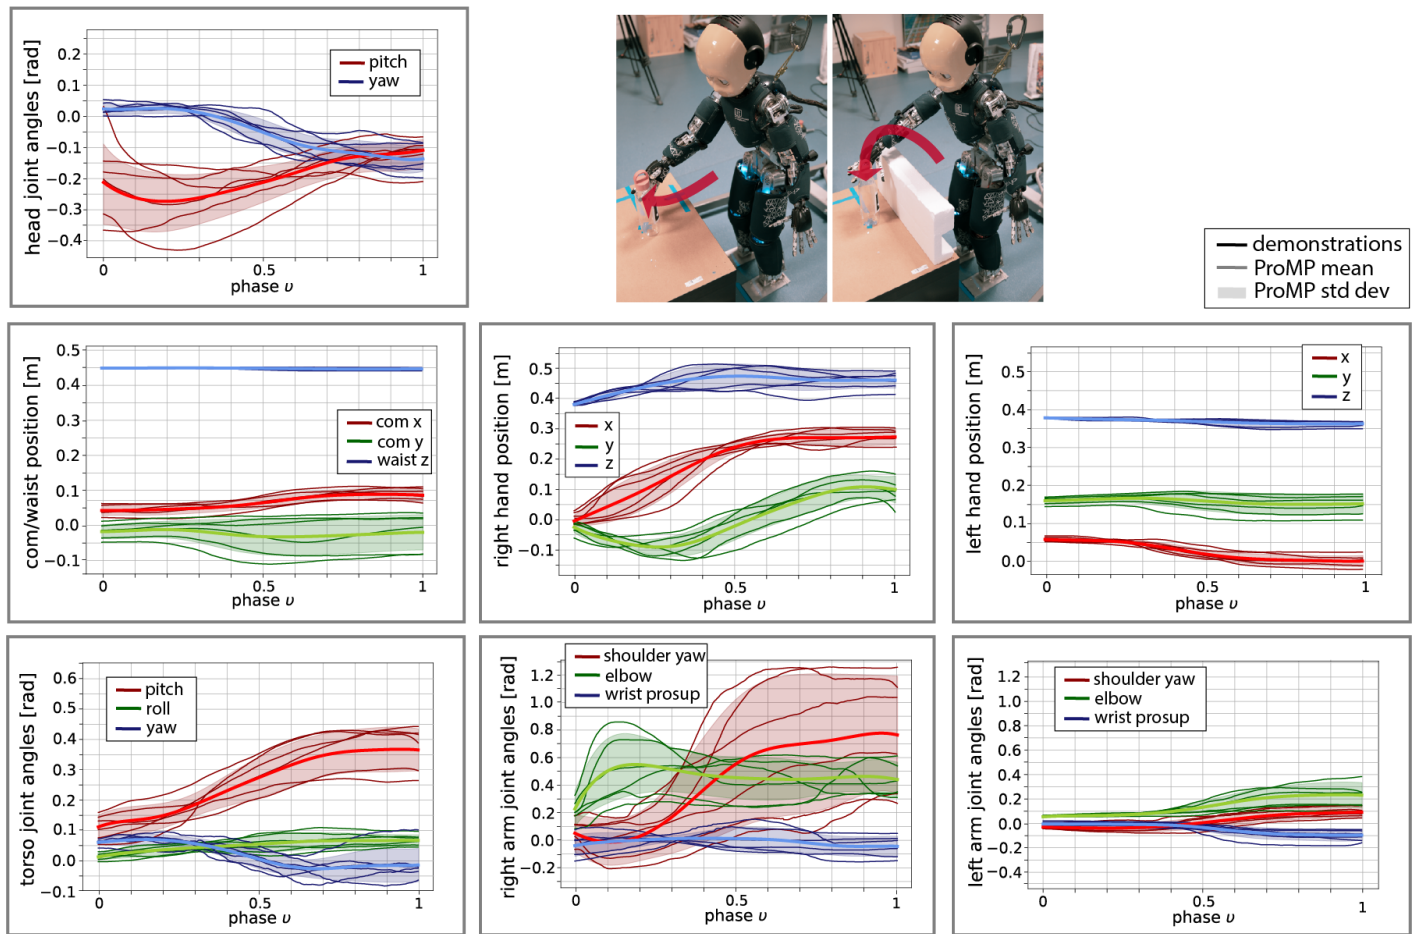 head joint angles [rad]
0.2
0.1
0.0
−0.1
−0.2
−0.3
−0.4
pitch
yaw
0
0.5
1
phase υ
demonstrations
ProMP mean
ProMP std dev
com/waist position [m]
0.5
0.4
0.3
0.2
0.1
0.0
−0.1
com x
com y
waist z
0
0.5
1
phase υ
right hand position [m]
0.5
0.4
0.3
0.2
0.1
0.0
−0.1
x
y
z
0
0.5
1
phase υ
left hand position [m]
0.5
0.4
0.3
0.2
0.1
0.0
x
y
z
0
0.5
1
phase υ
torso joint angles [rad]
0.6
0.5
0.4
0.3
0.2
0.1
0.0
−0.1
pitch
roll
yaw
0
0.5
1
phase υ
right arm joint angles [rad]
1.2
1.0
0.8
0.6
0.4
0.2
0.0
−0.2
shoulder yaw
elbow
wrist prosup
0
0.5
1
phase υ
left arm joint angles [rad]
1.2
1.0
0.8
0.6
0.4
0.2
0.0
−0.2
−0.4
shoulder yaw
elbow
wrist prosup
0
0.5
1
phase υ